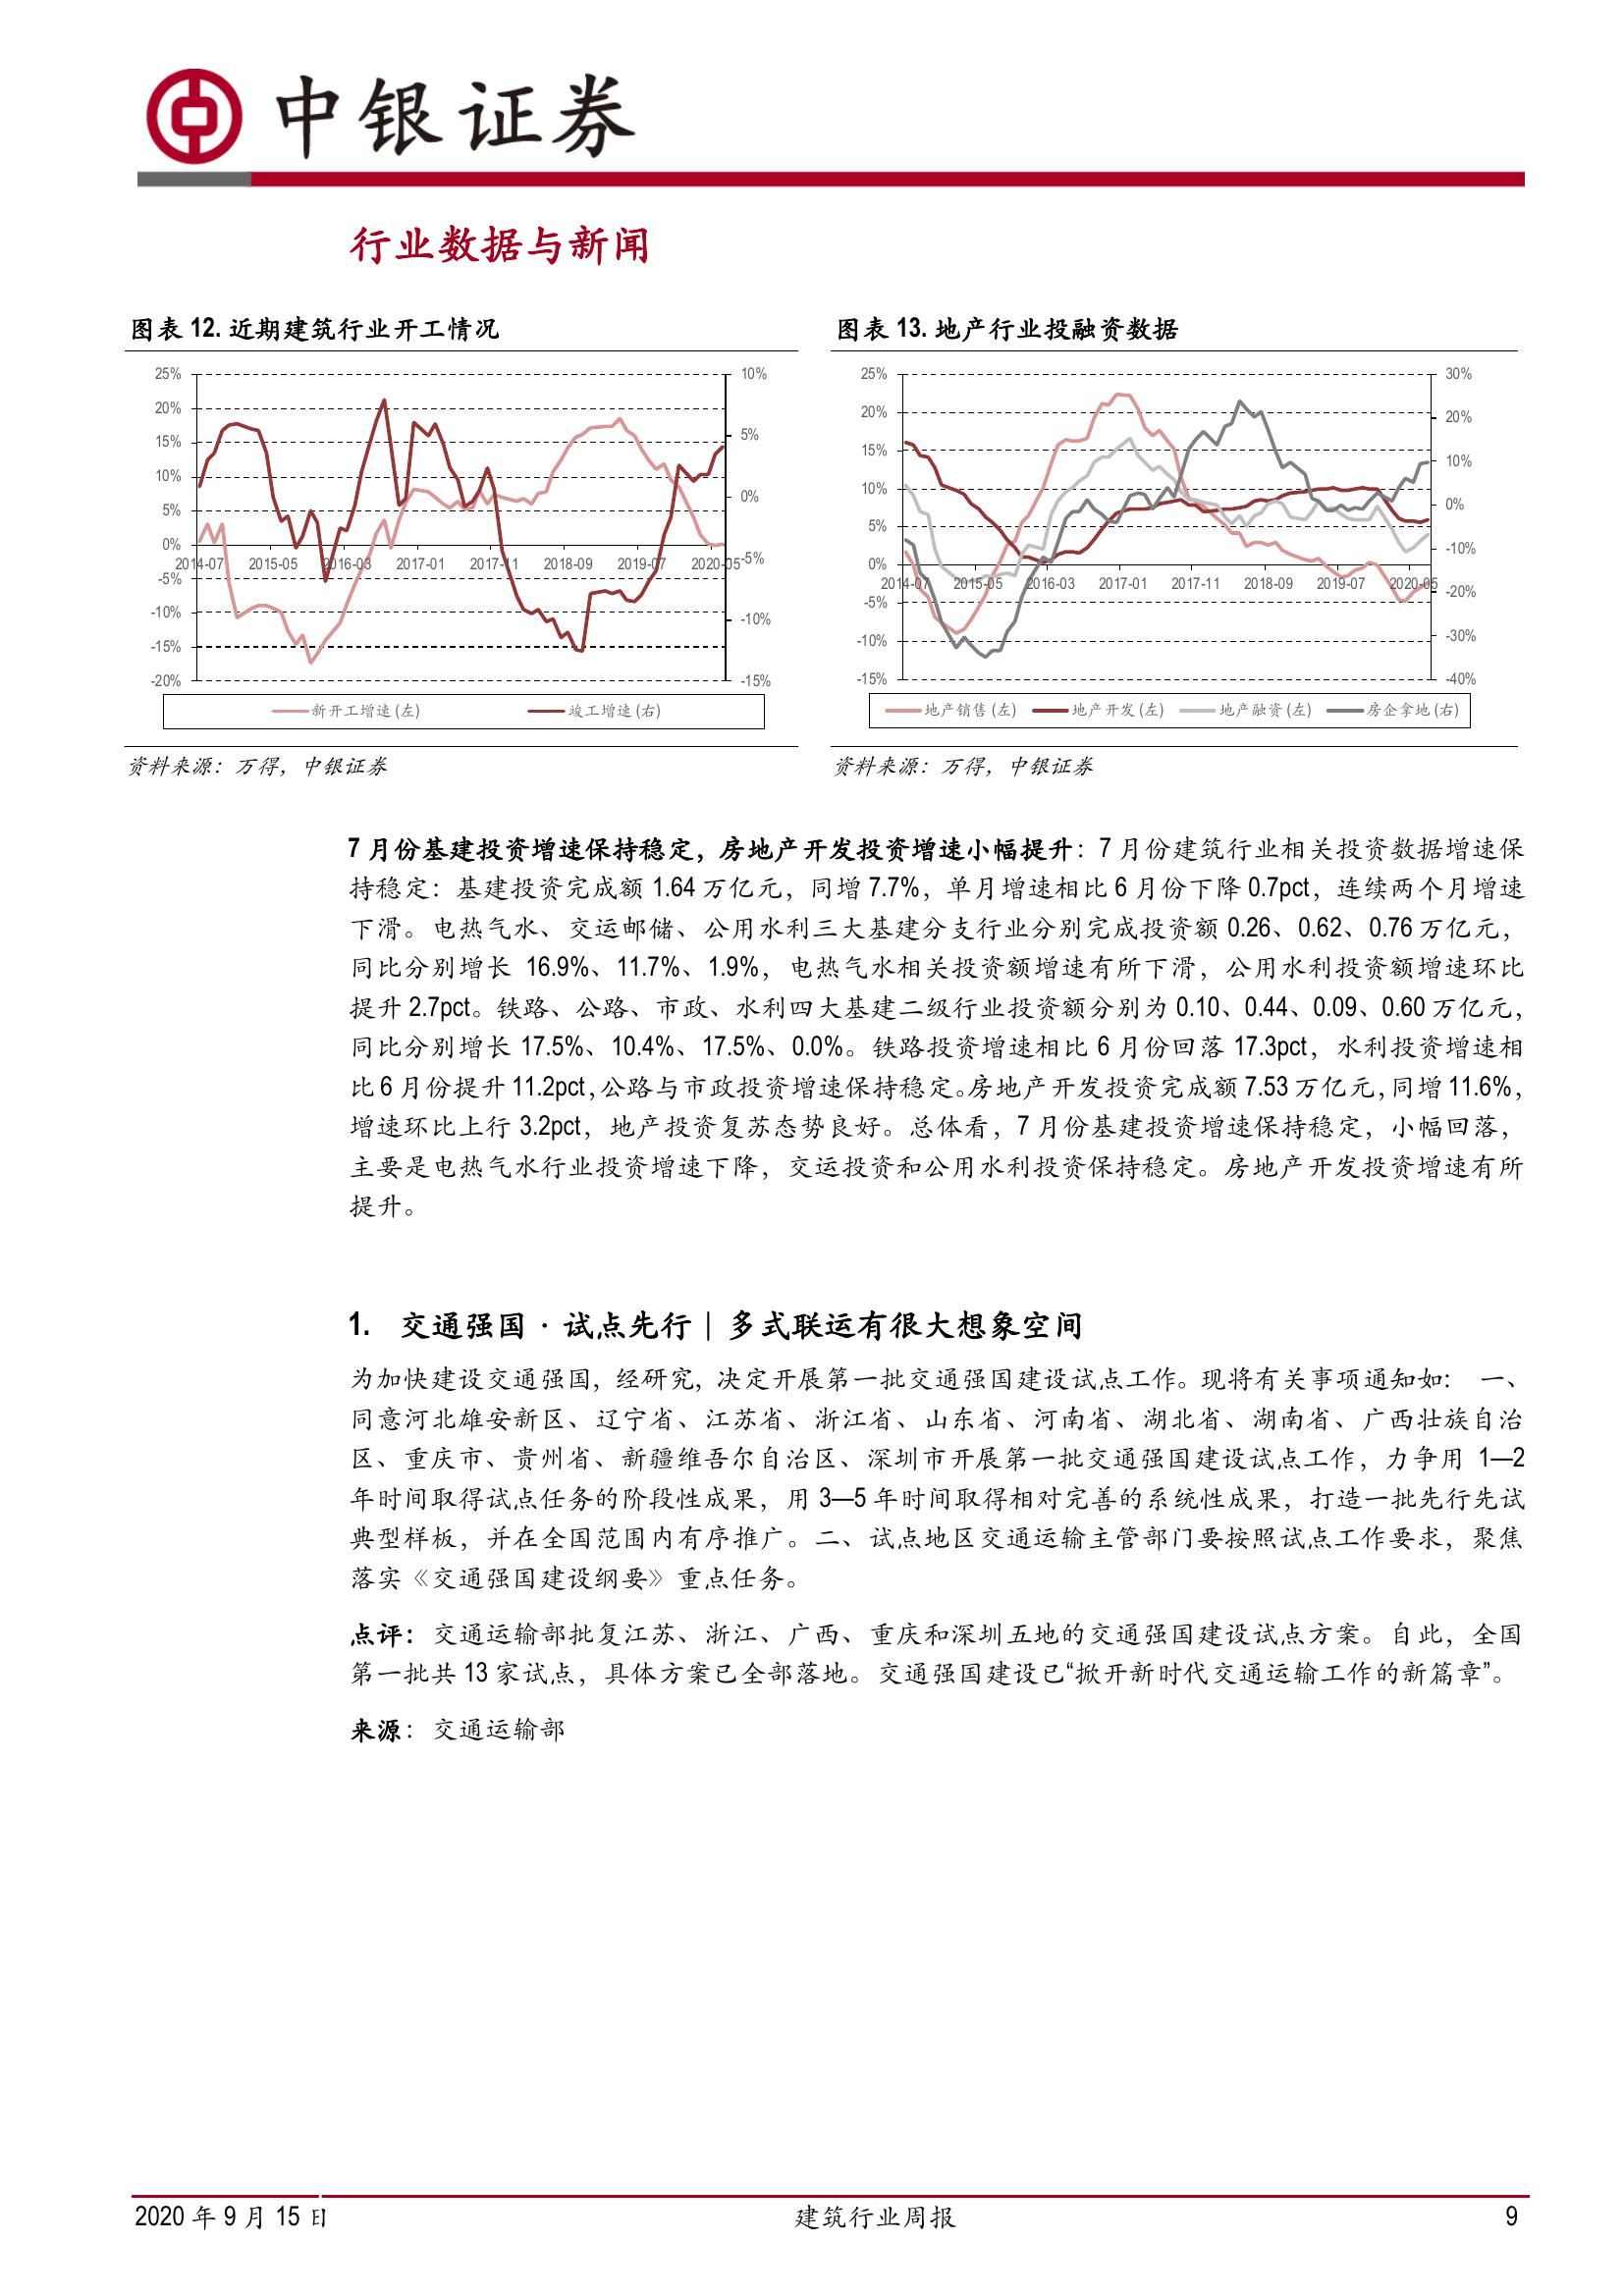 中银证券
行业数据与新闻
图表 12. 近期建筑行业开工情况
25%
20%
15%
10%
5%
0%
-5%
-10%
-15%
-20%
10%
5%
0%
-5%
-10%
-15%
2014-07 2015-05 2016-03 2017-01 2017-11 2018-09 2019-07 2020-05
新开工增速 (左) 竣工增速 (右)
资料来源：万得，中银证券
图表 13. 地产行业投融资数据
25%
20%
15%
10%
5%
0%
-5%
-10%
-15%
30%
20%
10%
0%
-10%
-20%
-30%
-40%
2014-07 2015-05 2016-03 2017-01 2017-11 2018-09 2019-07 2020-05
地产销售 (左) 地产开发 (左) 地产融资 (左) 房企拿地 (右)
资料来源：万得，中银证券
7 月份基建投资增速保持稳定，房地产开发投资增速小幅提升：7 月份建筑行业相关投资数据增速保
持稳定：基建投资完成额 1.64 万亿元，同增 7.7%，单月增速相比 6 月份下降 0.7pct，连续两个月增速
下滑。电热气水、交运邮储、公用水利三大基建分支行业分别完成投资额 0.26、0.62、0.76 万亿元，
同比分别增长 16.9%、11.7%、1.9%，电热气水相关投资额增速有所下滑，公用水利投资额增速环比
提升 2.7pct。铁路、公路、市政、水利四大基建二级行业投资额分别为 0.10、0.44、0.09、0.60 万亿元，
同比分别增长 17.5%、10.4%、17.5%、0.0%。铁路投资增速相比 6 月份回落 17.3pct，水利投资增速相
比 6 月份提升 11.2pct，公路与市政投资增速保持稳定。房地产开发投资完成额 7.53 万亿元，同增 11.6%，
增速环比上行 3.2pct，地产投资复苏态势良好。总体看，7 月份基建投资增速保持稳定，小幅回落，
主要是电热气水行业投资增速下降，交运投资和公用水利投资保持稳定。房地产开发投资增速有所
提升。
1. 交通强国 · 试点先行 | 多式联运有很大想象空间
为加快建设交通强国，经研究，决定开展第一批交通强国建设试点工作。现将有关事项通知如： 一、
同意河北雄安新区、辽宁省、江苏省、浙江省、山东省、河南省、湖北省、湖南省、广西壮族自治
区、重庆市、贵州省、新疆维吾尔自治区、深圳市开展第一批交通强国建设试点工作，力争用 1—2
年时间取得试点任务的阶段性成果，用 3—5 年时间取得相对完善的系统性成果，打造一批先行先试
典型样板，并在全国范围内有序推广。二、试点地区交通运输主管部门要按照试点工作要求，聚焦
落实《交通强国建设纲要》重点任务。
点评：交通运输部批复江苏、浙江、广西、重庆和深圳五地的交通强国建设试点方案。自此，全国
第一批共 13 家试点，具体方案已全部落地。交通强国建设已“掀开新时代交通运输工作的新篇章”。
来源：交通运输部
2020 年 9 月 15 日 建筑行业周报 9